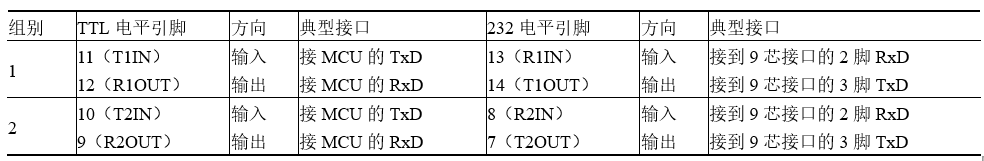 组别 TTL 电平引脚 方向 典型接口 232 电平引脚 方向 典型接口
1 11（T1IN） 输入 接 MCU 的 TxD 13（R1IN） 输入 接到 9 芯接口的 2 脚 RxD
12（R1OUT） 输出 接 MCU 的 RxD 14（T1OUT） 输出 接到 9 芯接口的 3 脚 TxD
2 10（T2IN） 输入 接 MCU 的 TxD 8（R2IN） 输入 接到 9 芯接口的 2 脚 RxD
9（R2OUT） 输出 接 MCU 的 RxD 7（T2OUT） 输出 接到 9 芯接口的 3 脚 TxD